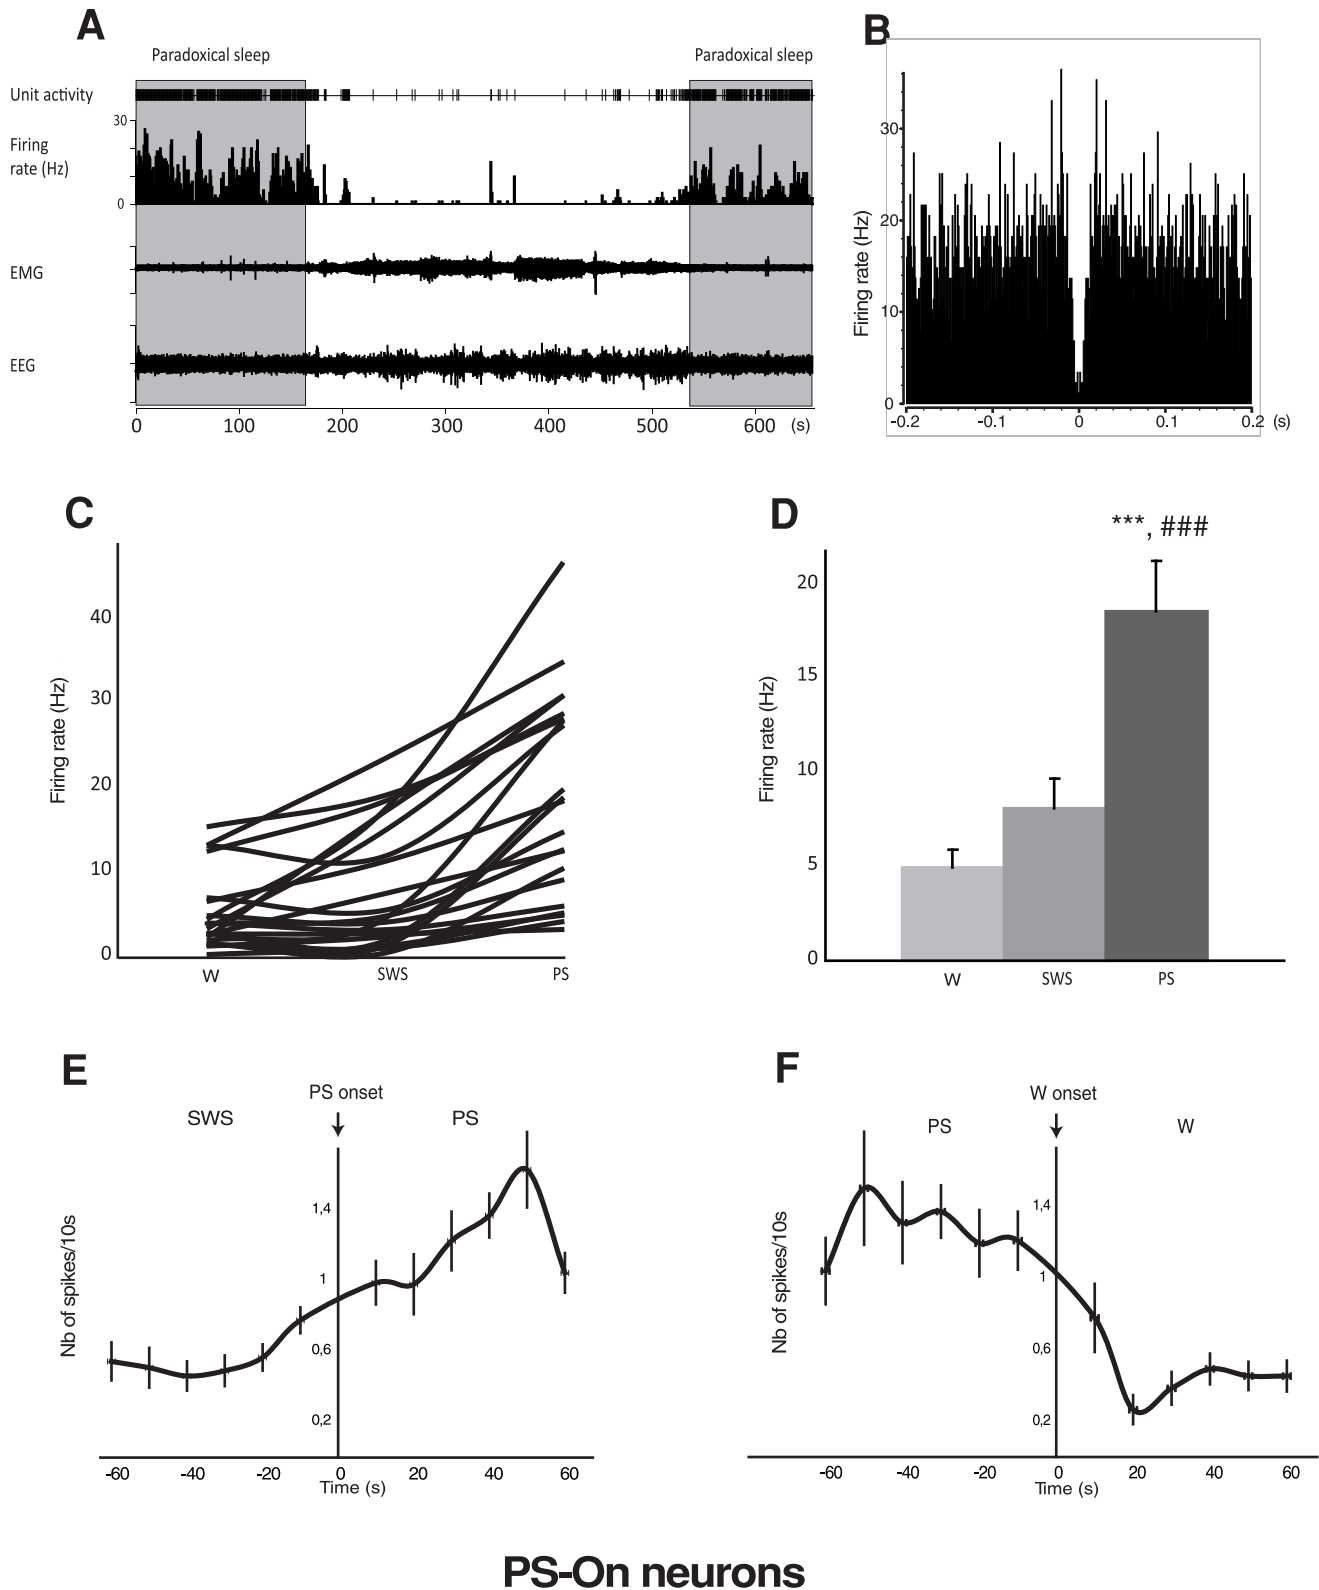 A
Paradoxical sleep
Paradoxical sleep
Unit activity
Firing
rate (Hz)
30
0
EMG
EEG
0 100 200 300 400 500 600 (s)
B
Firing rate (Hz)
30
20
10
0
-0.2 -0.1 0 0.1 0.2 (s)
C
Firing rate (Hz)
40
30
20
10
0
W SWS PS
D
***, ###
Firing rate (Hz)
20
15
10
5
0
W SWS PS
E
PS onset
SWS PS
Nb of spikes/10s
1,4
1
0,6
0,2
-60 -40 -20 0 20 40 60
Time (s)
F
W onset
PS W
Nb of spikes/10s
1,4
1
0,6
0,2
-60 -40 -20 0 20 40 60
Time (s)
PS-On neurons